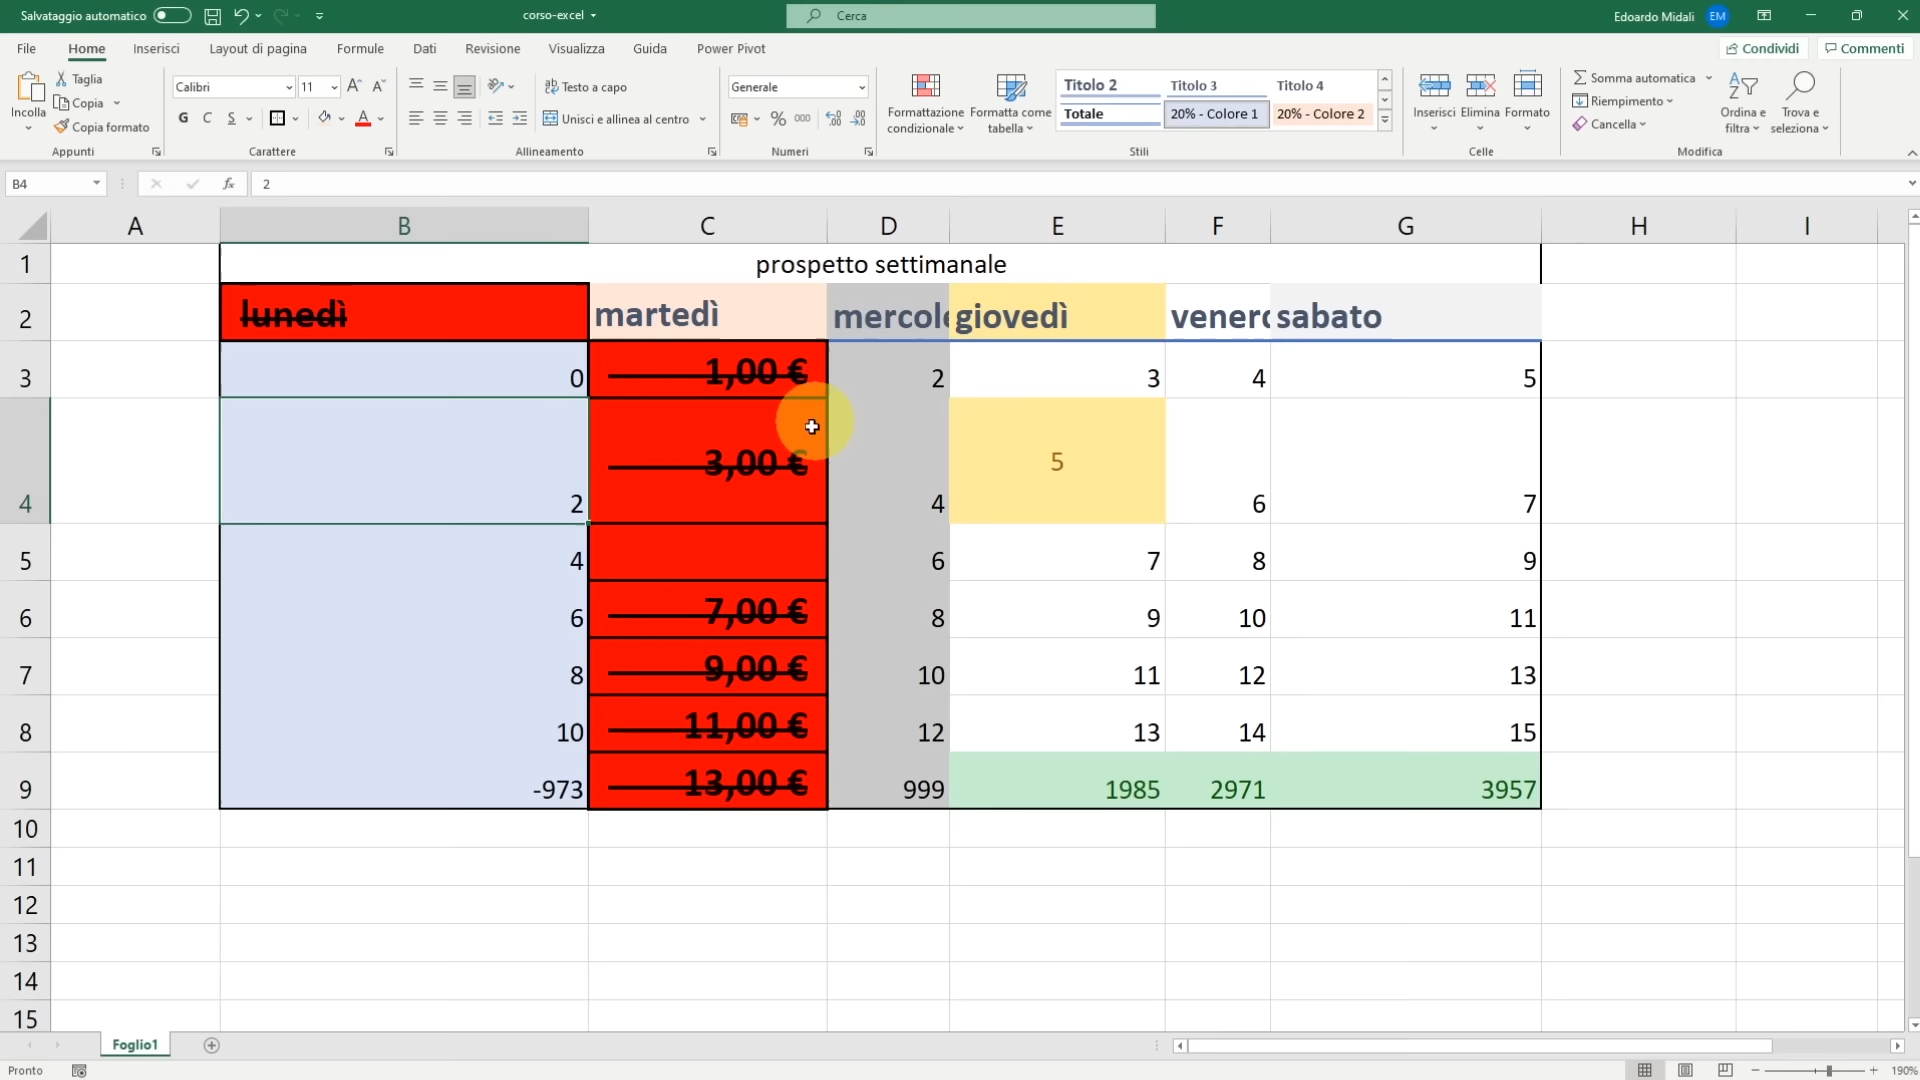 Salvataggio automatico
corso-excel
Cerca
Edoardo Midali
EM
File
Home
Inserisci
Layout di pagina
Formule
Dati
Revisione
Visualizza
Guida
Power Pivot
Condividi
Commenti
Incolla
Taglia
Copia
Copia formato
Appunti
Calibri
11
G C S
Carattere
Testo a capo
Unisci e allinea al centro
Allineamento
Generale
% 000
Numeri
Formattazione condizionale
Formatta come tabella
Titolo 2
Titolo 3
Titolo 4
Totale
20% - Colore 1
20% - Colore 2
Stili
Inserisci
Elimina
Formato
Celle
Somma automatica
Riempimento
Cancella
Ordina e filtra
Trova e seleziona
Modifica
B4
fx
2
A B C D E F G H I
1 prospetto settimanale
2 lunedì martedì mercole giovedì venerc sabato
3 0 1,00 € 2 3 4 5
4 2 3,00 € 4 5 6 7
5 4 6 7 8 9
6 6 7,00 € 8 9 10 11
7 8 9,00 € 10 11 12 13
8 10 11,00 € 12 13 14 15
9 -973 13,00 € 999 1985 2971 3957
10
11
12
13
14
15
Foglio1
Pronto
190%